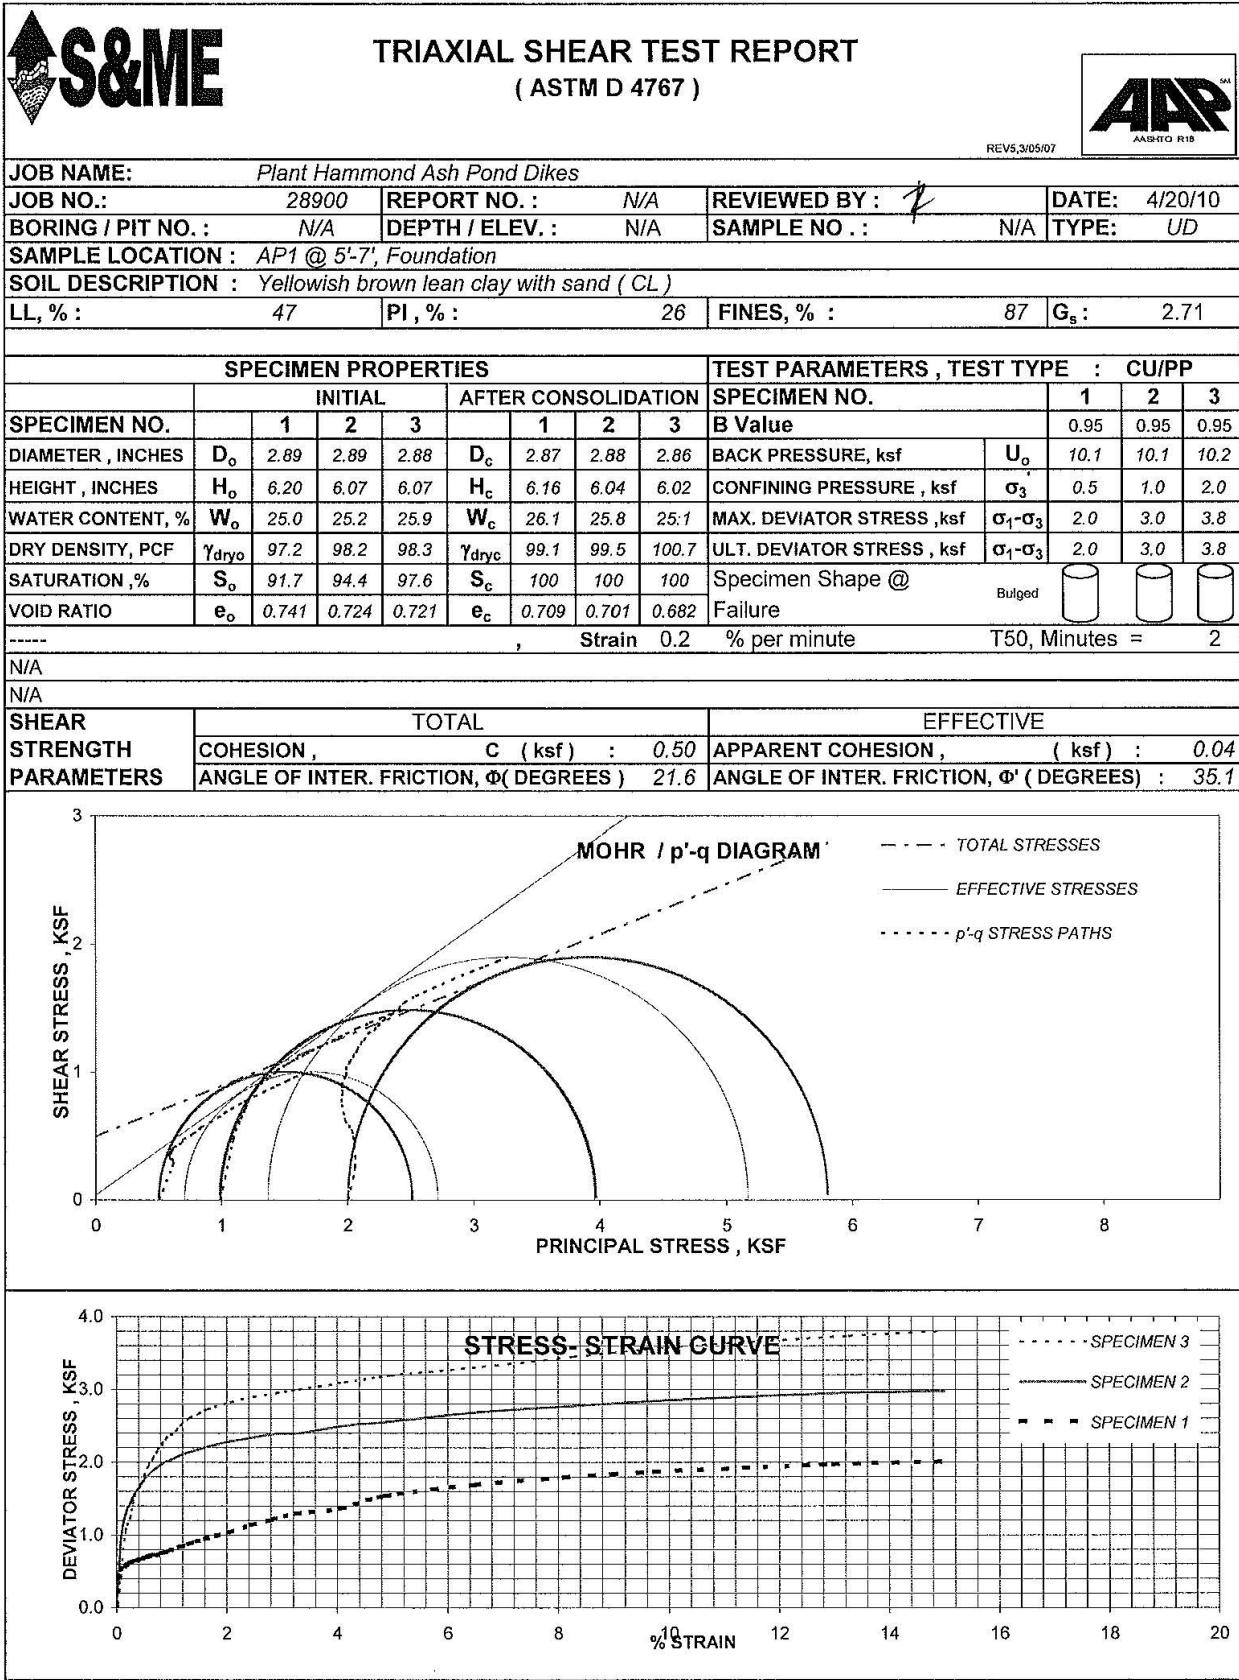 S&ME
TRIAXIAL SHEAR TEST REPORT
( ASTM D 4767 )
AAP SM
AASHTO R18
REV5,3/05/07
JOB NAME: Plant Hammond Ash Pond Dikes
JOB NO.: 28900 REPORT NO. : N/A REVIEWED BY : DATE: 4/20/10
BORING / PIT NO. : N/A DEPTH / ELEV. : N/A SAMPLE NO . : N/A TYPE: UD
SAMPLE LOCATION : AP1 @ 5'-7', Foundation
SOIL DESCRIPTION : Yellowish brown lean clay with sand ( CL )
LL, % : 47 PI , % : 26 FINES, % : 87 Gs : 2.71
SPECIMEN PROPERTIES TEST PARAMETERS , TEST TYPE : CU/PP
INITIAL AFTER CONSOLIDATION SPECIMEN NO. 1 2 3
SPECIMEN NO. 1 2 3 1 2 3 B Value 0.95 0.95 0.95
DIAMETER , INCHES Do 2.89 2.89 2.88 Dc 2.87 2.88 2.86 BACK PRESSURE, ksf Uo 10.1 10.1 10.2
HEIGHT , INCHES Ho 6.20 6.07 6.07 Hc 6.16 6.04 6.02 CONFINING PRESSURE , ksf σ3' 0.5 1.0 2.0
WATER CONTENT, % Wo 25.0 25.2 25.9 Wc 26.1 25.8 25.1 MAX. DEVIATOR STRESS ,ksf σ1-σ3 2.0 3.0 3.8
DRY DENSITY, PCF γdryo 97.2 98.2 98.3 γdryc 99.1 99.5 100.7 ULT. DEVIATOR STRESS , ksf σ1-σ3 2.0 3.0 3.8
SATURATION ,% So 91.7 94.4 97.6 Sc 100 100 100 Specimen Shape @ Bulged
VOID RATIO eo 0.741 0.724 0.721 ec 0.709 0.701 0.682 Failure
----- , Strain 0.2 % per minute T50, Minutes = 2
N/A
N/A
SHEAR TOTAL EFFECTIVE
STRENGTH COHESION , C ( ksf ) : 0.50 APPARENT COHESION , ( ksf ) : 0.04
PARAMETERS ANGLE OF INTER. FRICTION, Φ( DEGREES ) 21.6 ANGLE OF INTER. FRICTION, Φ' ( DEGREES) : 35.1
MOHR / p'-q DIAGRAM
TOTAL STRESSES
EFFECTIVE STRESSES
p'-q STRESS PATHS
SHEAR STRESS , KSF
3
2
1
0
0 1 2 3 4 5 6 7 8
PRINCIPAL STRESS , KSF
STRESS- STRAIN CURVE
SPECIMEN 3
SPECIMEN 2
SPECIMEN 1
DEVIATOR STRESS , KSF
4.0
3.0
2.0
1.0
0.0
0 2 4 6 8 10 12 14 16 18 20
% STRAIN